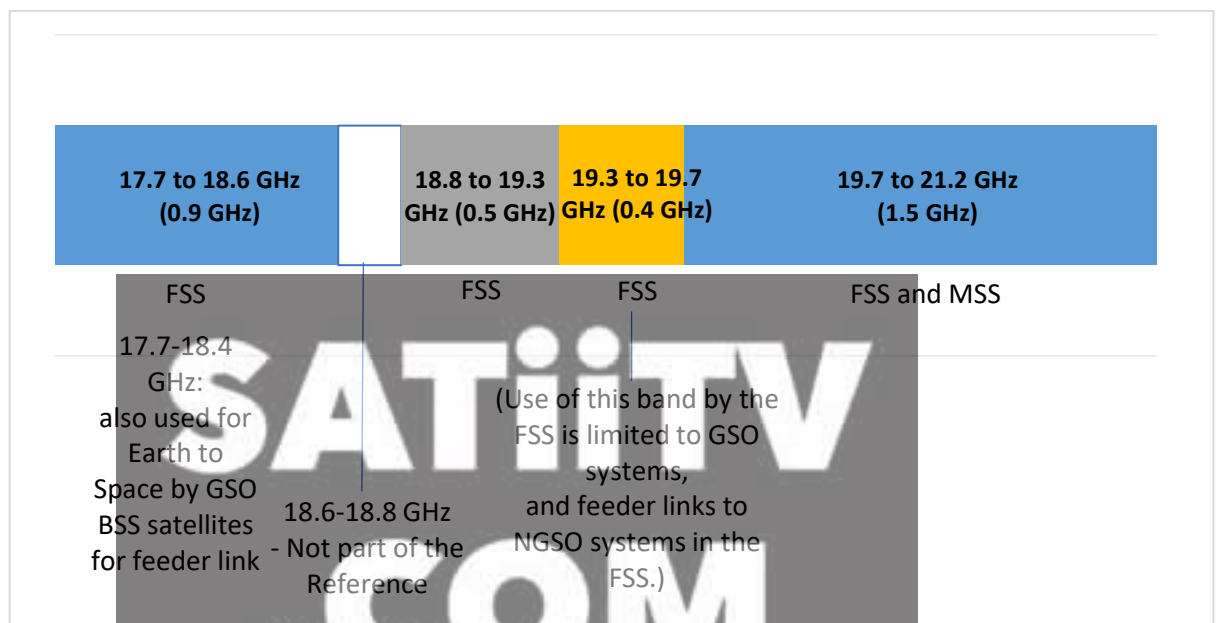 17.7 to 18.6 GHz
(0.9 GHz)
18.8 to 19.3
GHz (0.5 GHz)
19.3 to 19.7
GHz (0.4 GHz)
19.7 to 21.2 GHz
(1.5 GHz)
FSS
FSS
FSS
FSS and MSS
17.7-18.4
GHz:
also used for
Earth to
Space by GSO
BSS satellites
for feeder link
18.6-18.8 GHz
- Not part of the
Reference
(Use of this band by the
FSS is limited to GSO
systems,
and feeder links to
NGSO systems in the
FSS.)
SATiiTV
COM